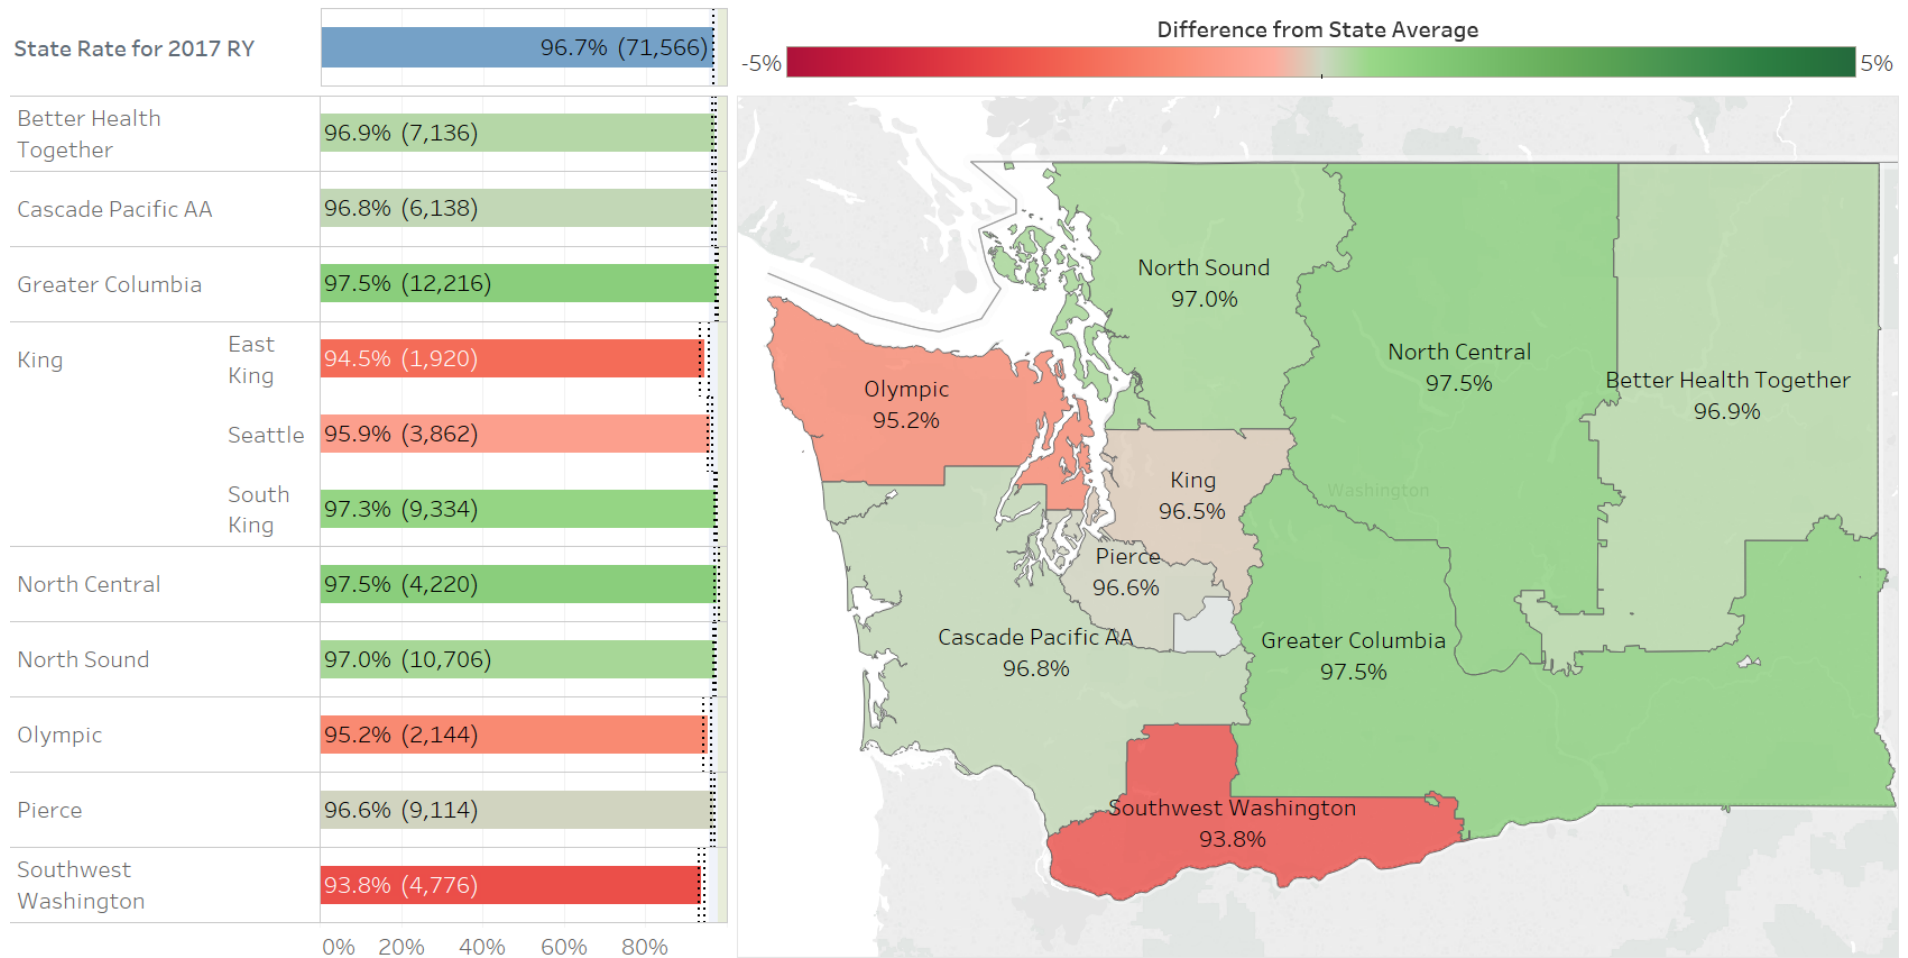 State Rate for 2017 RY
96.7% (71,566)
Better Health
Together
96.9% (7,136)
Cascade Pacific AA
96.8% (6,138)
Greater Columbia
97.5% (12,216)
King
East
King
94.5% (1,920)
Seattle
95.9% (3,862)
South
King
97.3% (9,334)
North Central
97.5% (4,220)
North Sound
97.0% (10,706)
Olympic
95.2% (2,144)
Pierce
96.6% (9,114)
Southwest
Washington
93.8% (4,776)
0% 20% 40% 60% 80%
Difference from State Average
-5% 5%
North Sound
97.0%
North Central
97.5%
Better Health Together
96.9%
Olympic
95.2%
King
96.5%
Washington
Pierce
96.6%
Cascade Pacific AA
96.8%
Greater Columbia
97.5%
Southwest Washington
93.8%